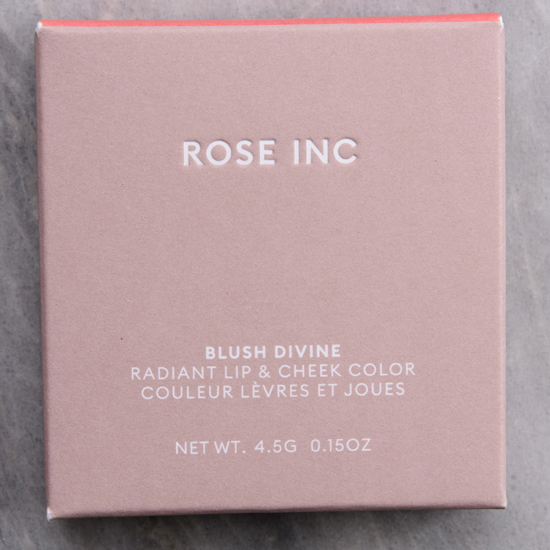 ROSE INC
BLUSH DIVINE
RADIANT LIP & CHEEK COLOR
COULEUR LÈVRES ET JOUES
NET WT. 4.5G 0.15OZ